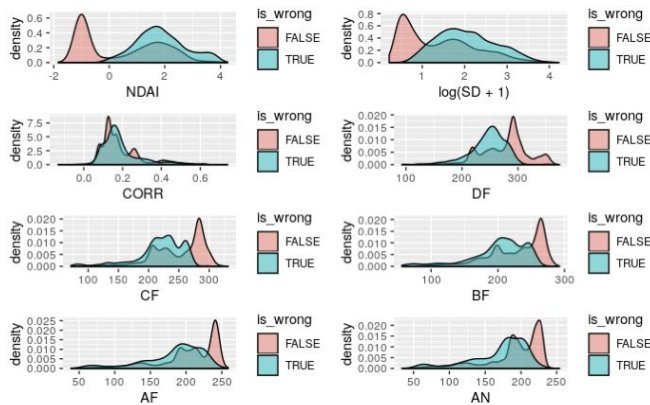 density
0.6
0.4
0.2
0.0
-2 0 2 4
NDAI
is_wrong
FALSE
TRUE
density
0.8
0.6
0.4
0.2
0.0
1 2 3 4
log(SD + 1)
is_wrong
FALSE
TRUE
density
7.5
5.0
2.5
0.0
0.0 0.2 0.4 0.6
CORR
is_wrong
FALSE
TRUE
density
0.020
0.015
0.010
0.005
0.000
100 200 300
DF
is_wrong
FALSE
TRUE
density
0.020
0.015
0.010
0.005
0.000
100 150 200 250 300
CF
is_wrong
FALSE
TRUE
density
0.020
0.015
0.010
0.005
0.000
100 200 300
BF
is_wrong
FALSE
TRUE
density
0.025
0.020
0.015
0.010
0.005
0.000
50 100 150 200 250
AF
is_wrong
FALSE
TRUE
density
0.020
0.015
0.010
0.005
0.000
50 100 150 200 250
AN
is_wrong
FALSE
TRUE